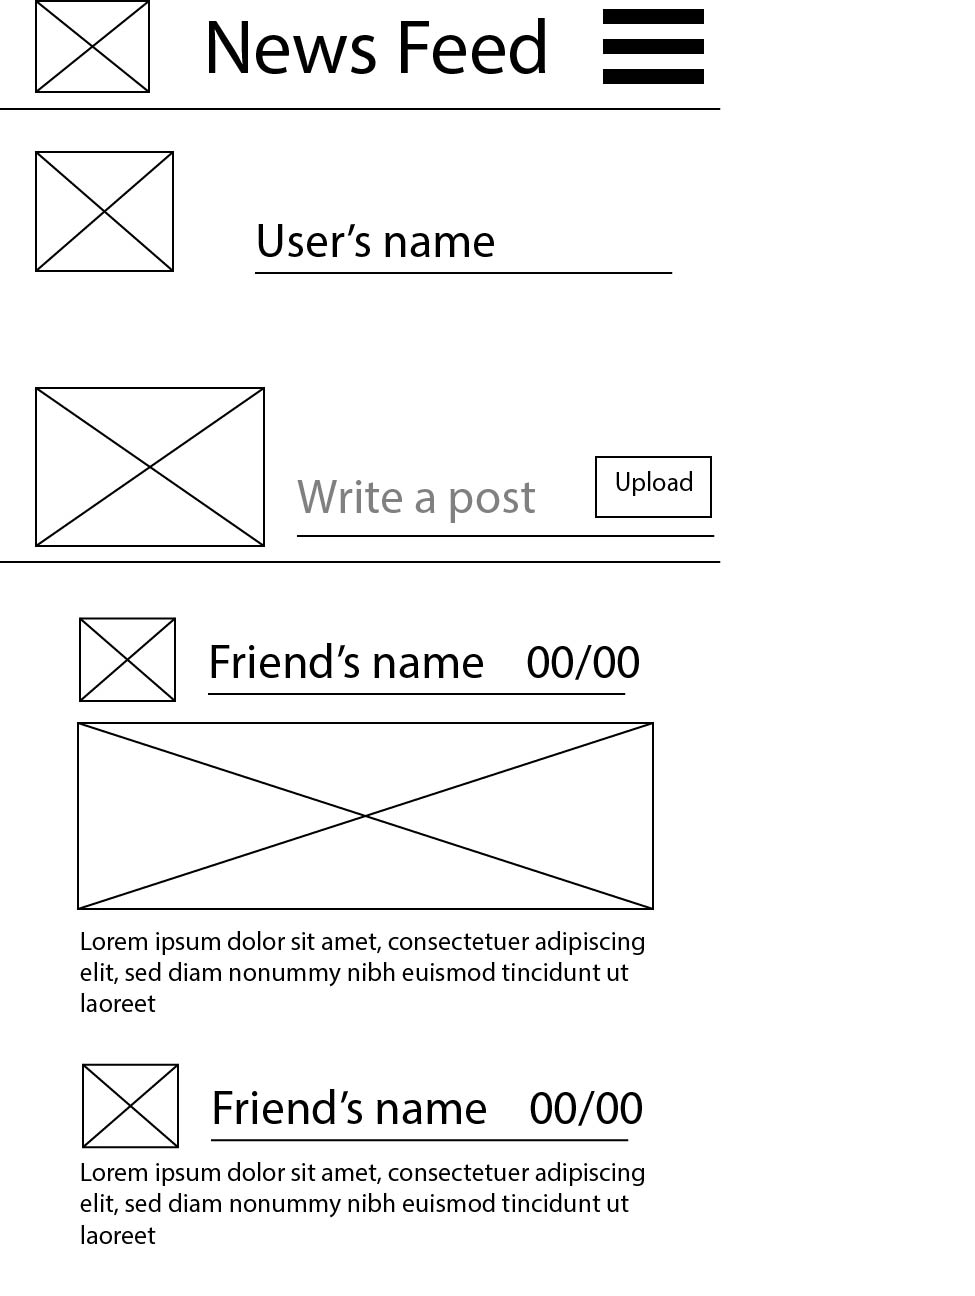 News Feed
User’s name
Write a post
Upload
Friend’s name 00/00
Lorem ipsum dolor sit amet, consectetuer adipiscing
elit, sed diam nonummy nibh euismod tincidunt ut
laoreet
Friend’s name 00/00
Lorem ipsum dolor sit amet, consectetuer adipiscing
elit, sed diam nonummy nibh euismod tincidunt ut
laoreet